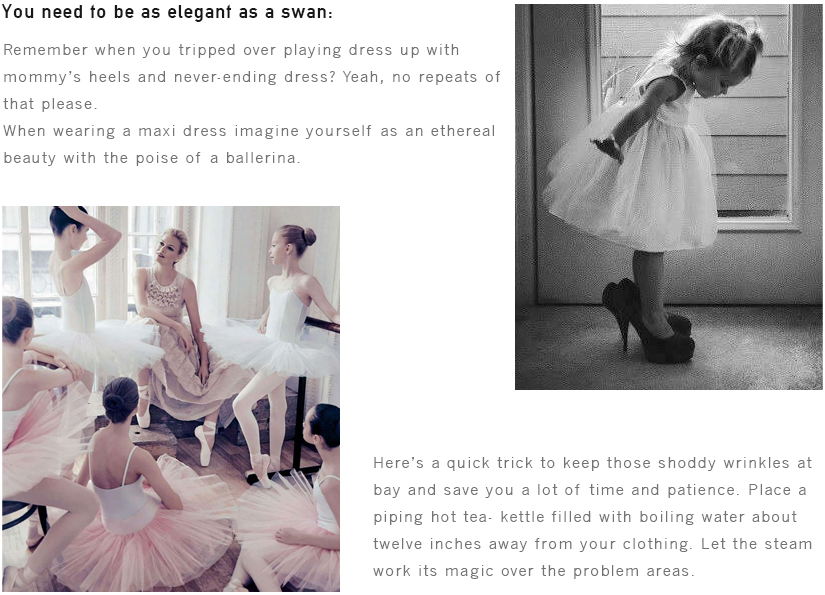 You need to be as elegant as a swan:
Remember when you tripped over playing dress up with
mommy's heels and never-ending dress? Yeah, no repeats of
that please.
When wearing a maxi dress imagine yourself as an ethereal
beauty with the poise of a ballerina.
Here's a quick trick to keep those shoddy wrinkles at
bay and save you a lot of time and patience. Place a
piping hot tea- kettle filled with boiling water about
twelve inches away from your clothing. Let the steam
work its magic over the problem areas.